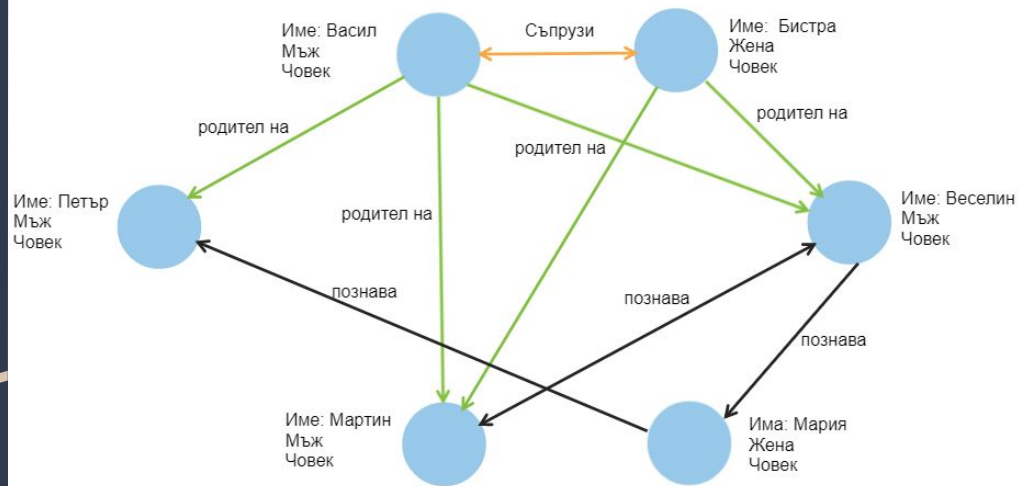 Име: Васил
Мъж
Човек
Съпрузи
Име: Бистра
Жена
Човек
родител на
родител на
родител на
родител на
Име: Петър
Мъж
Човек
Име: Веселин
Мъж
Човек
познава
познава
познава
Име: Мартин
Мъж
Човек
Има: Мария
Жена
Човек